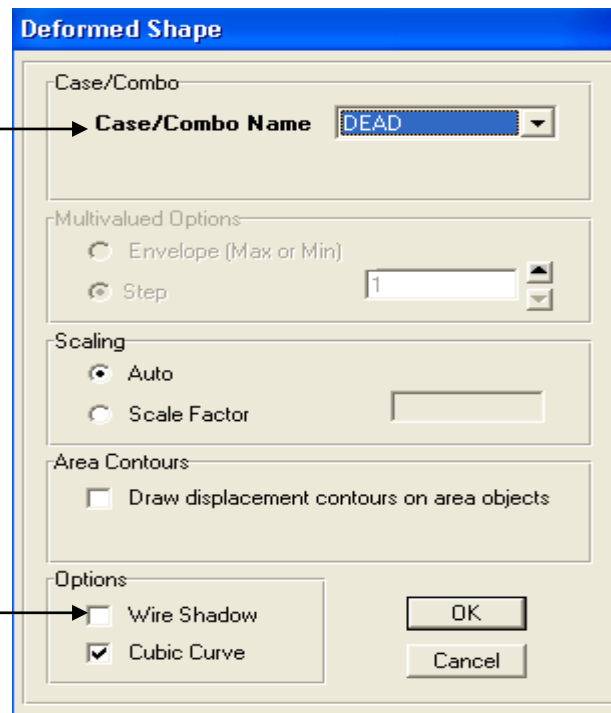 Deformed Shape
Case/Combo
Case/Combo Name DEAD
Multivalued Options
Envelope (Max or Min)
Step 1
Scaling
Auto
Scale Factor
Area Contours
Draw displacement contours on area objects
Options
Wire Shadow OK
Cubic Curve Cancel